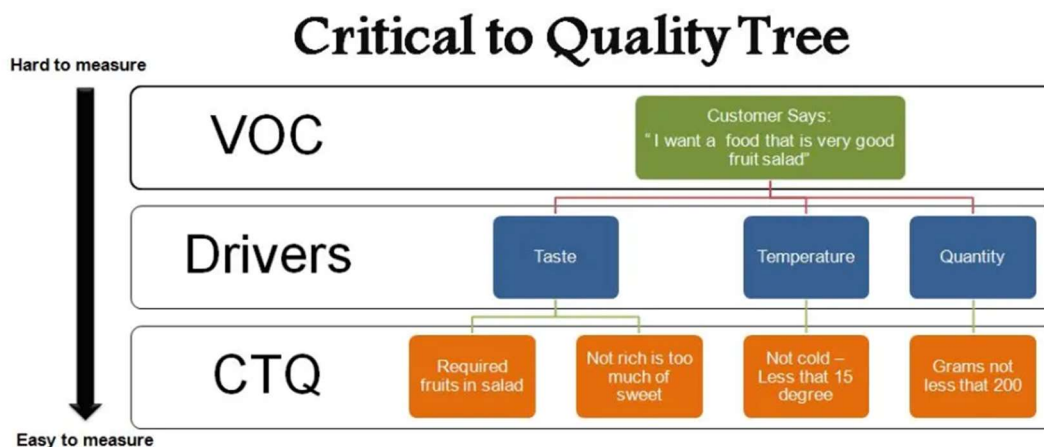 Critical to Quality Tree
Hard to measure
VOC
Customer Says:
“ I want a food that is very good
fruit salad”
Drivers
Taste
Temperature
Quantity
CTQ
Required
fruits in salad
Not rich is too
much of
sweet
Not cold –
Less that 15
degree
Grams not
less that 200
Easy to measure